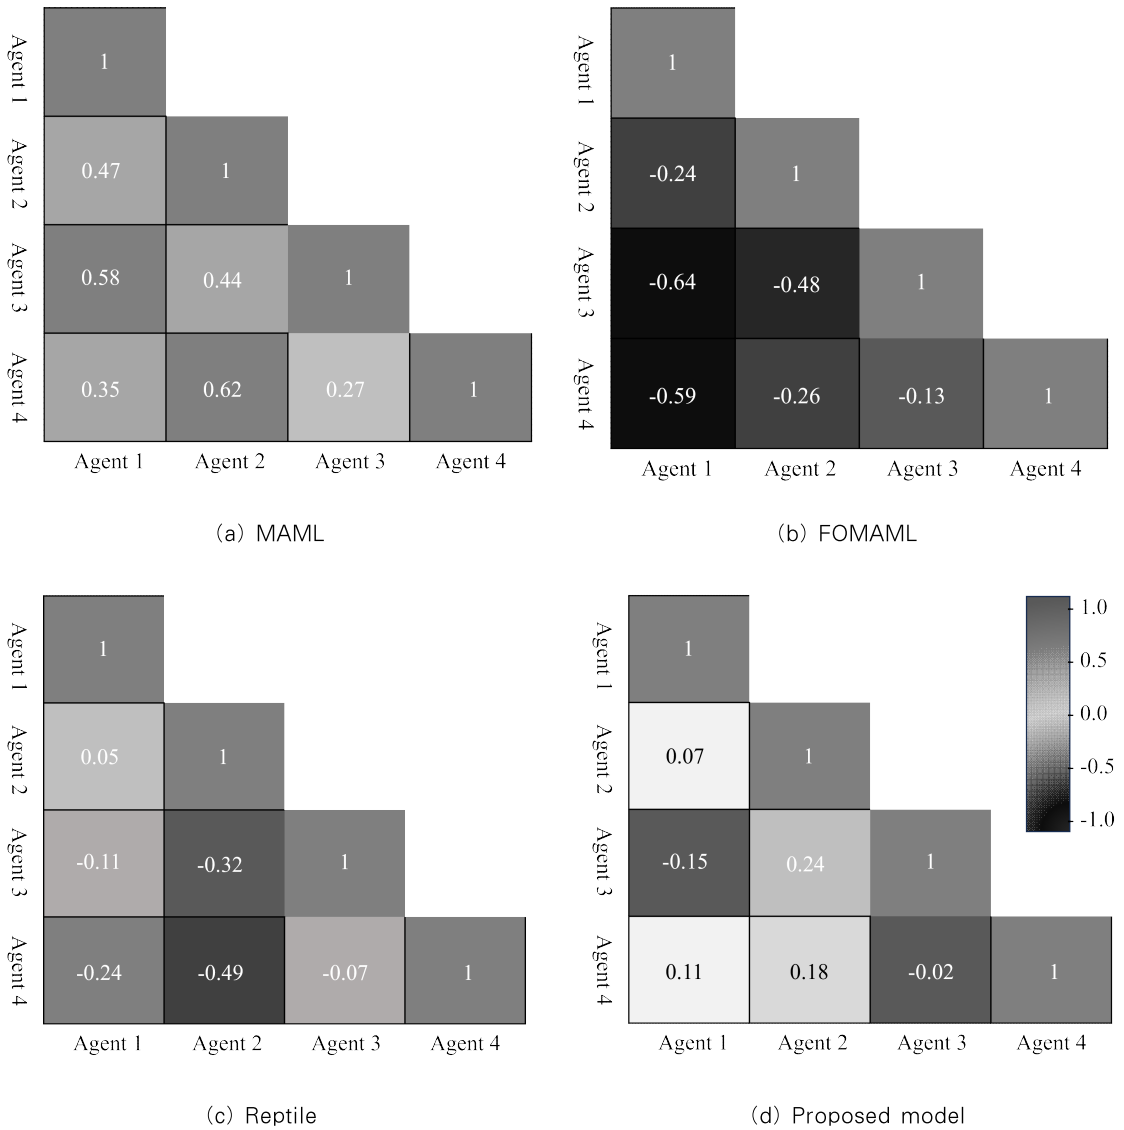 Agent 1
1
Agent 2
0.47
1
Agent 3
0.58
0.44
1
Agent 4
0.35
0.62
0.27
1
Agent 1
Agent 2
Agent 3
Agent 4
(a) MAML
Agent 1
1
Agent 2
-0.24
1
Agent 3
-0.64
-0.48
1
Agent 4
-0.59
-0.26
-0.13
1
Agent 1
Agent 2
Agent 3
Agent 4
(b) FOMAML
Agent 1
1
Agent 2
0.05
1
Agent 3
-0.11
-0.32
1
Agent 4
-0.24
-0.49
-0.07
1
Agent 1
Agent 2
Agent 3
Agent 4
(c) Reptile
Agent 1
1
Agent 2
0.07
1
Agent 3
-0.15
0.24
1
Agent 4
0.11
0.18
-0.02
1
Agent 1
Agent 2
Agent 3
Agent 4
1.0
0.5
0.0
-0.5
-1.0
(d) Proposed model